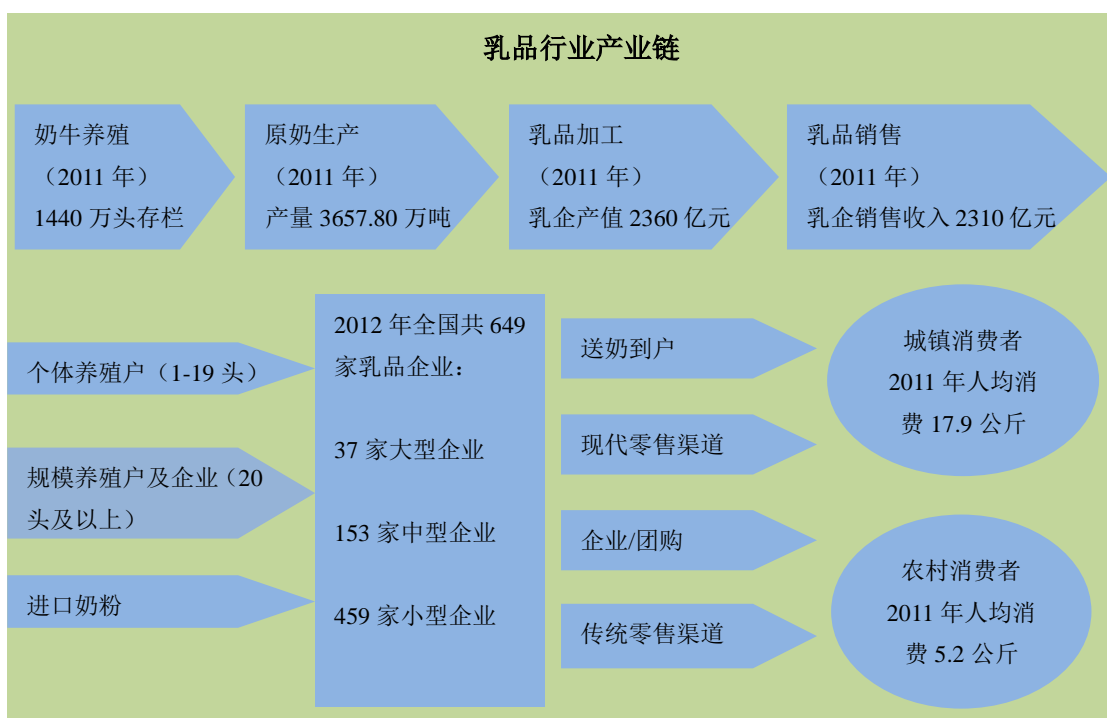 乳品行业产业链
奶牛养殖
（2011 年）
1440 万头存栏
原奶生产
（2011 年）
产量 3657.80 万吨
乳品加工
（2011 年）
乳企产值 2360 亿元
乳品销售
（2011 年）
乳企销售收入 2310 亿元
个体养殖户（1-19 头）
规模养殖户及企业（20
头及以上）
进口奶粉
2012 年全国共 649
家乳品企业：
37 家大型企业
153 家中型企业
459 家小型企业
送奶到户
现代零售渠道
企业/团购
传统零售渠道
城镇消费者
2011 年人均消
费 17.9 公斤
农村消费者
2011 年人均消
费 5.2 公斤